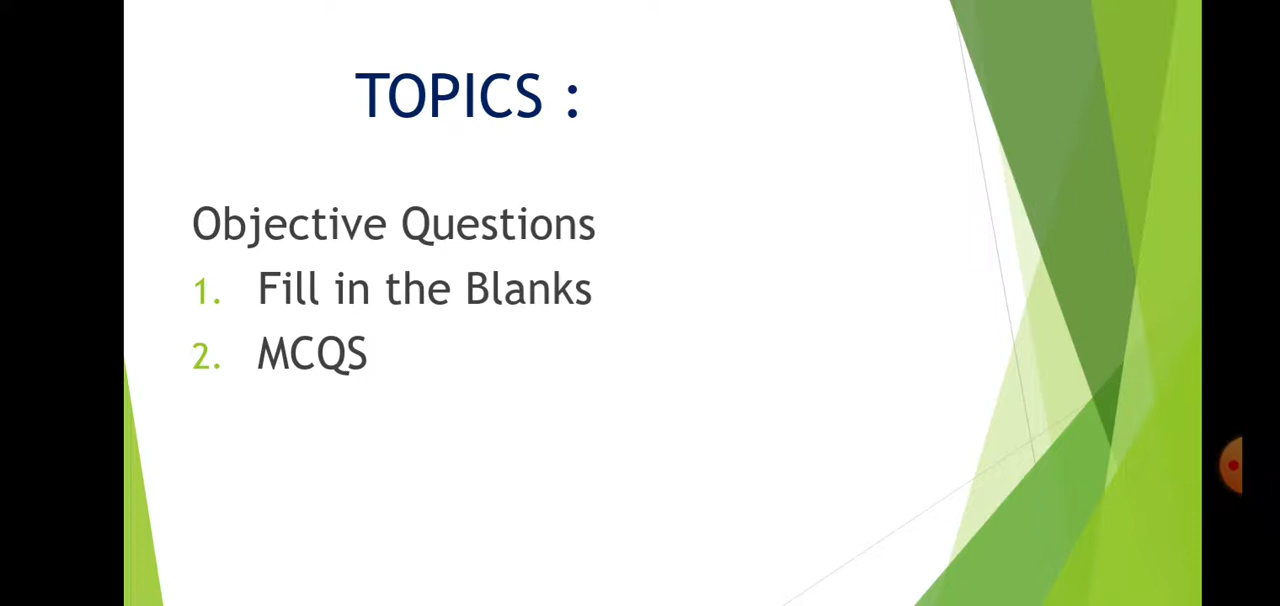 TOPICS :
Objective Questions
1. Fill in the Blanks
2. MCQS